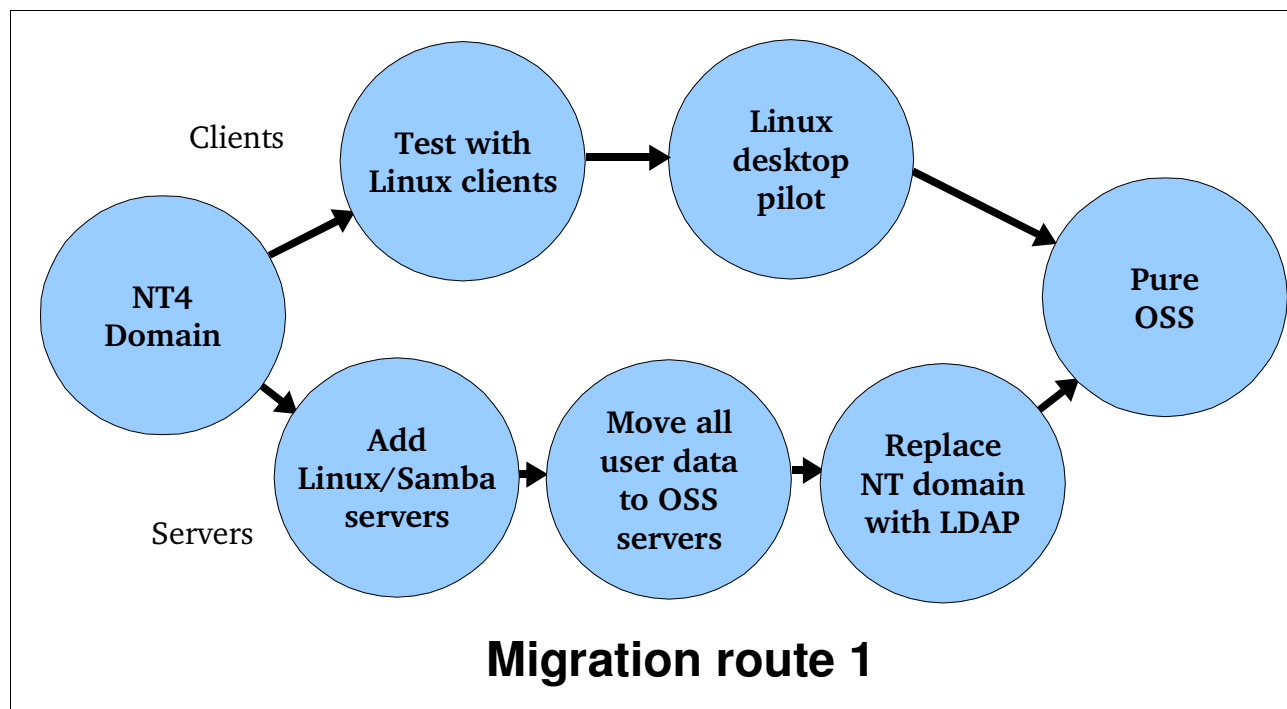 Clients
Test with
Linux clients
Linux
desktop
pilot
NT4
Domain
Pure
OSS
Servers
Add
Linux/Samba
servers
Move all
user data
to OSS
servers
Replace
NT domain
with LDAP
Migration route 1